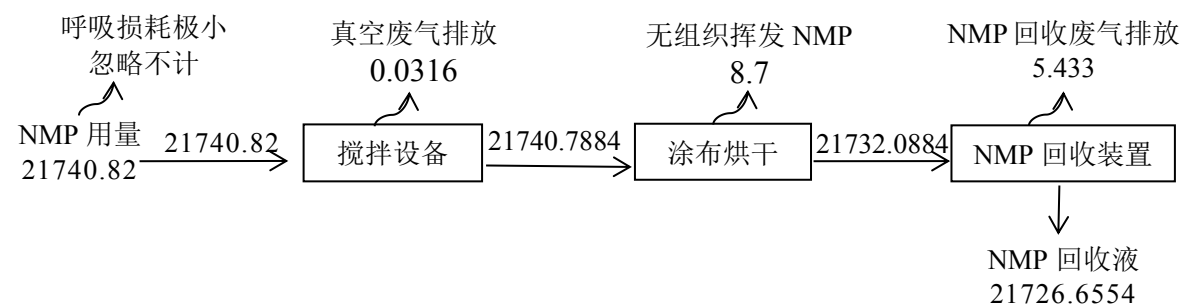 呼吸损耗极小
忽略不计
真空废气排放
0.0316
无组织挥发 NMP
8.7
NMP 回收废气排放
5.433
NMP 用量
21740.82
21740.82
搅拌设备
21740.7884
涂布烘干
21732.0884
NMP 回收装置
NMP 回收液
21726.6554